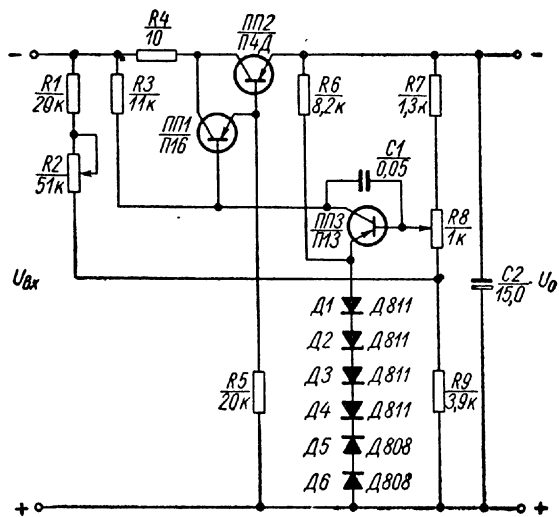 R4
10
ПП2
П4Д
−
−
R1
20к
R3
11к
R6
8,2к
R7
1,3к
ПП1
П16
C1
0,05
R2
51к
ПП3
П13
R8
1к
Uвх
C2
15,0
U₀
Д1 Д811
Д2 Д811
Д3 Д811
R5
20к
R9
3,9к
Д4 Д811
Д5 Д808
Д6 Д808
+
+